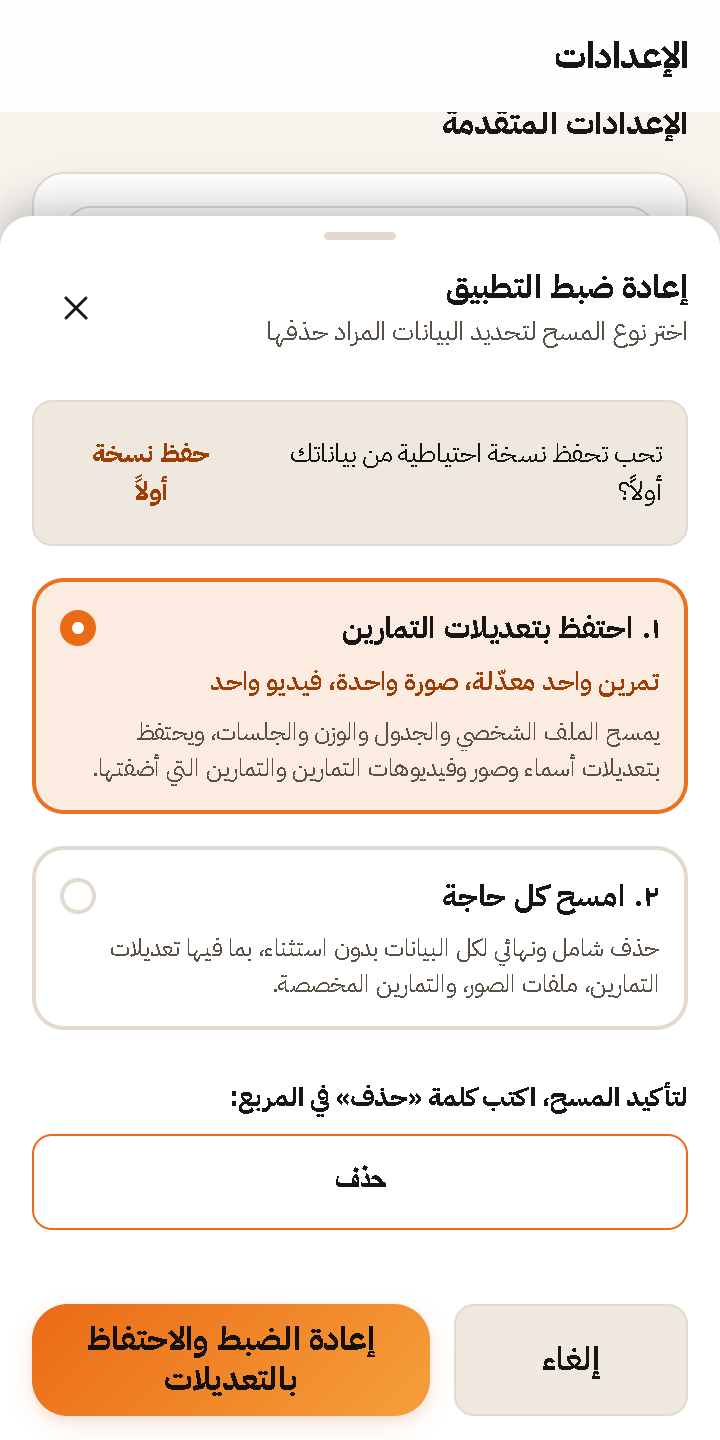 الإعدادات
الإعدادات المتقدمة
إعادة ضبط التطبيق
اختر نوع المسح لتحديد البيانات المراد حذفها
تحب تحفظ نسخة احتياطية من بياناتك
أولاً؟
حفظ نسخة
أولاً
١. احتفظ بتعديلات التمارين
تمرين واحد معدّلة، صورة واحدة، فيديو واحد
يمسح الملف الشخصي والجدول والوزن والجلسات، ويحتفظ
بتعديلات أسماء وصور وفيديوهات التمارين والتمارين التي أضفتها.
٢. امسح كل حاجة
حذف شامل ونهائي لكل البيانات بدون استثناء، بما فيها تعديلات
التمارين، ملفات الصور، والتمارين المخصصة.
لتأكيد المسح، اكتب كلمة «حذف» في المربع:
حذف
إلغاء
إعادة الضبط والاحتفاظ
بالتعديلات